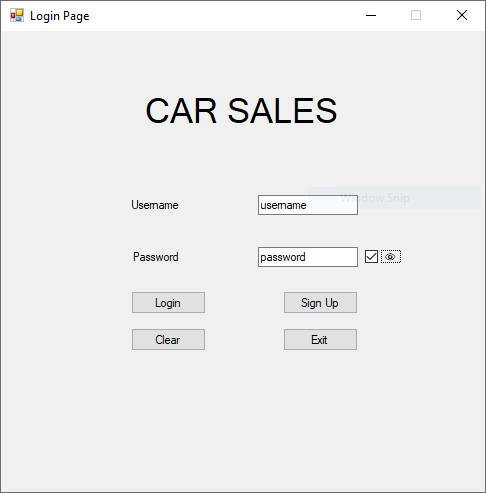 Login Page
CAR SALES
Window Snip
Username username
Password password
Login Sign Up
Clear Exit